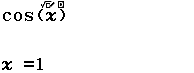 cos(x)
x =1